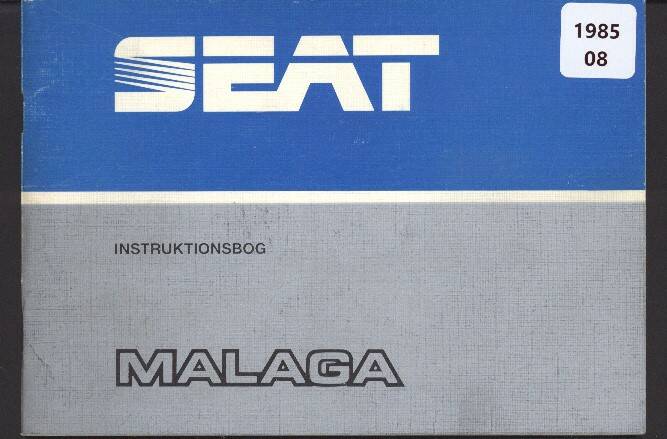 SEAT
1985
08
INSTRUKTIONSBOG
MALAGA